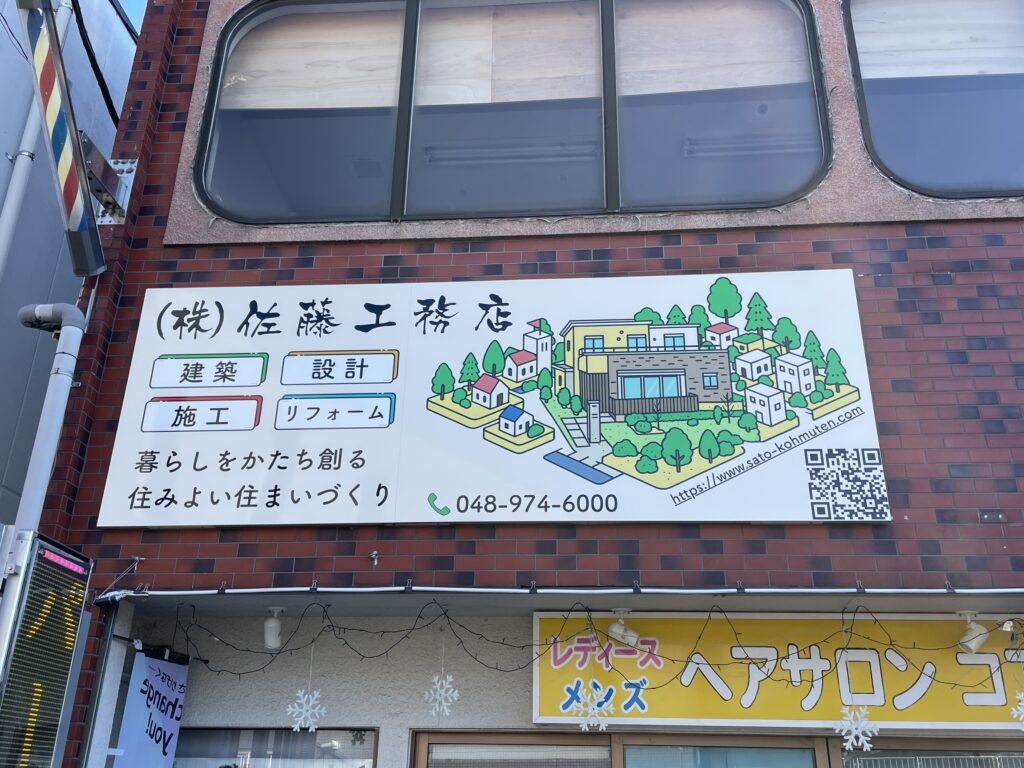 (株)佐藤工務店
建築
設計
施工
リフォーム
暮らしをかたち創る
住みよい住まいづくり
048-974-6000
https://www.sato-kohmuten.com
レディース
メンズ
ヘアサロン コ
change
you!